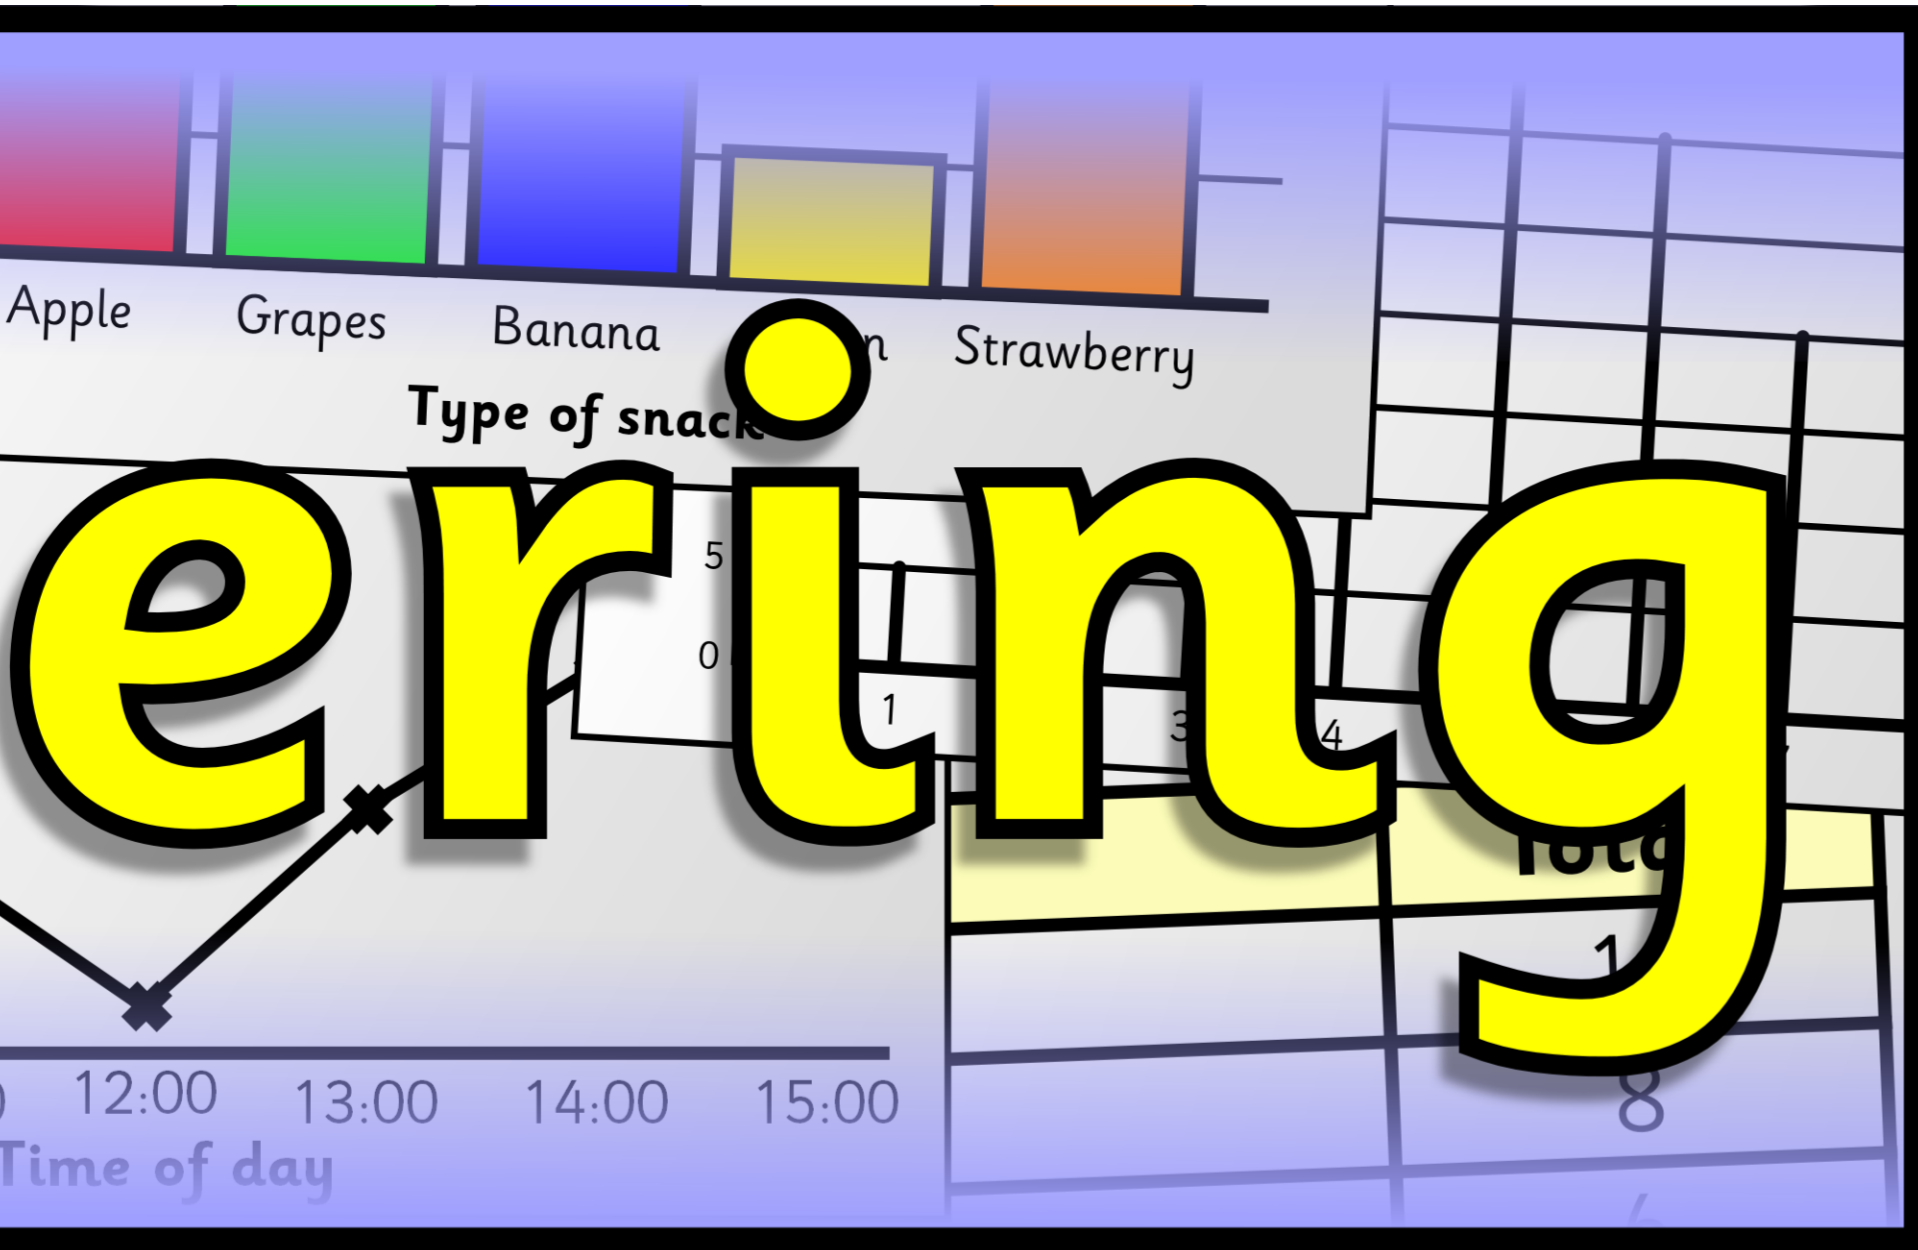 Apple Grapes Banana Strawberry
Type of snack
ering
5
0
1 3 4
1
8
12:00 13:00 14:00 15:00
Time of day